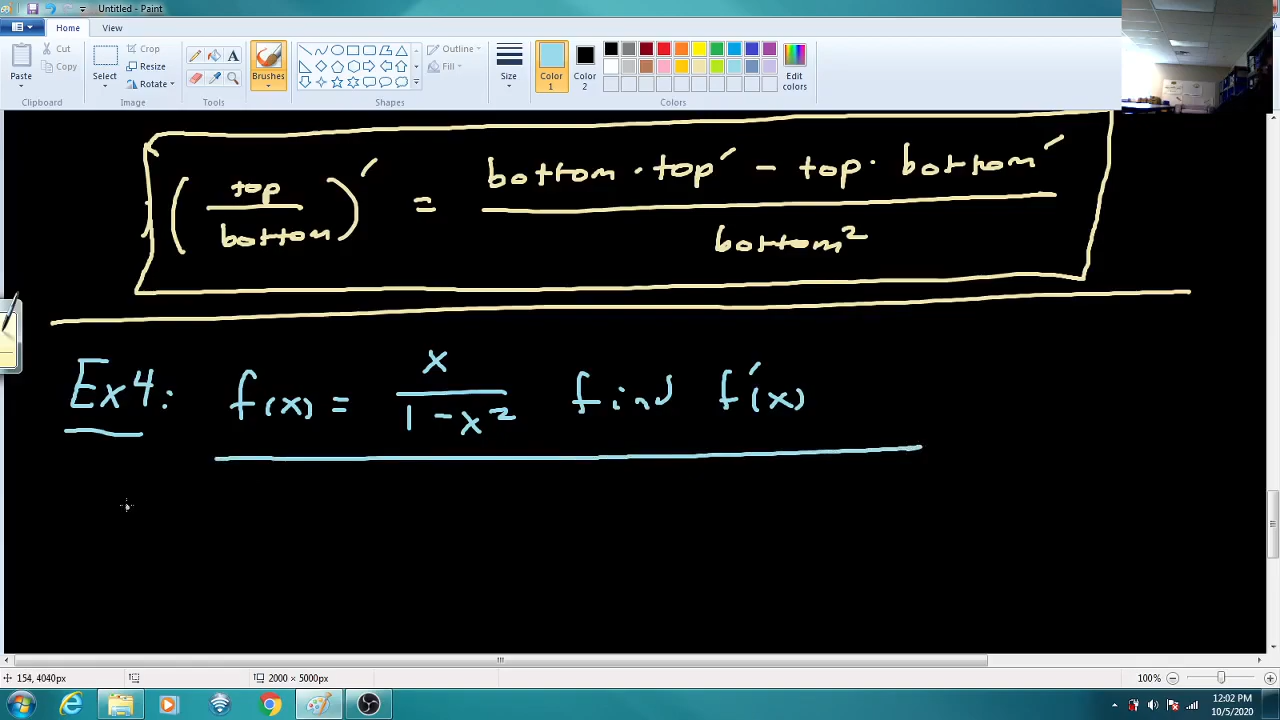 Untitled - Paint
Home View
Paste Cut Copy Select Crop Resize Rotate Brushes Outline Fill Size Color 1 Color 2 Edit colors
Clipboard Image Tools Shapes Colors
(top/bottom)′ = (bottom · top′ − top · bottom′)/bottom²
Ex4: f(x) = x/(1−x²) find f′(x)
154, 4040px 2000 × 5000px 100%
12:02 PM
10/5/2020